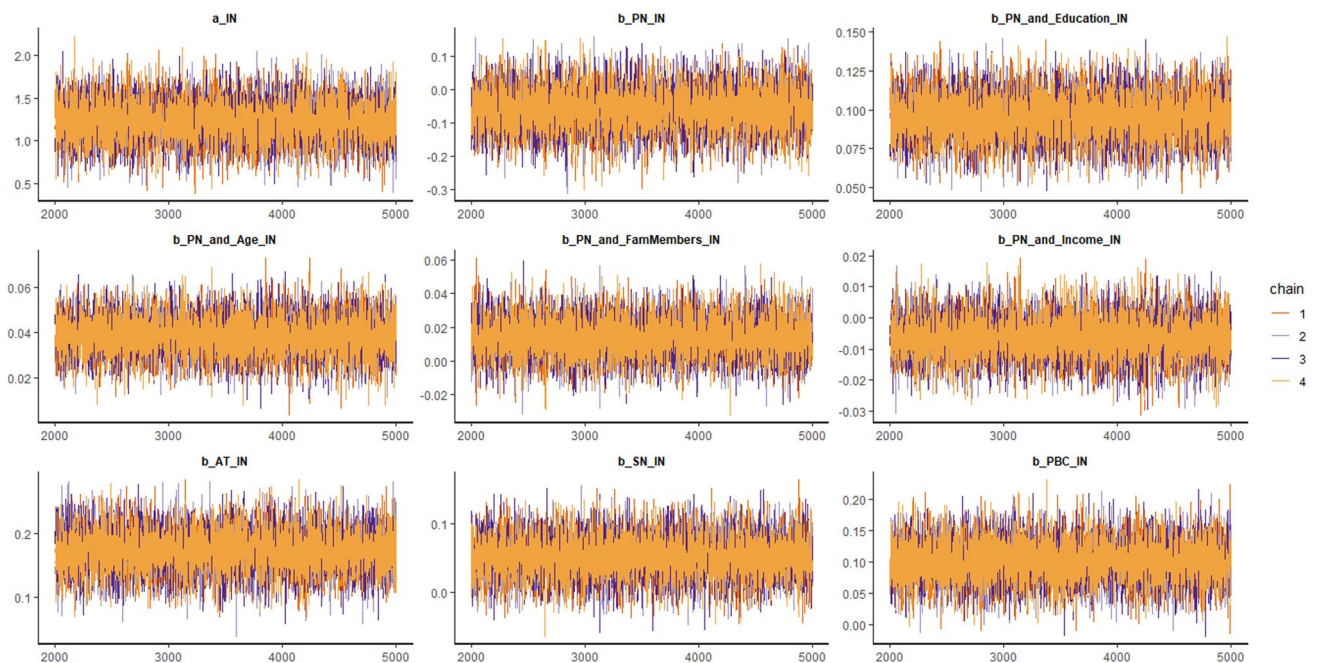 a_IN
2.0
1.5
1.0
0.5
2000 3000 4000 5000
b_PN_IN
0.1
0.0
-0.1
-0.2
-0.3
2000 3000 4000 5000
b_PN_and_Education_IN
0.150
0.125
0.100
0.075
0.050
2000 3000 4000 5000
b_PN_and_Age_IN
0.06
0.04
0.02
2000 3000 4000 5000
b_PN_and_FamMembers_IN
0.06
0.04
0.02
0.00
-0.02
2000 3000 4000 5000
b_PN_and_Income_IN
0.02
0.01
0.00
-0.01
-0.02
-0.03
2000 3000 4000 5000
chain
1
2
3
4
b_AT_IN
0.2
0.1
2000 3000 4000 5000
b_SN_IN
0.1
0.0
2000 3000 4000 5000
b_PBC_IN
0.20
0.15
0.10
0.05
0.00
2000 3000 4000 5000